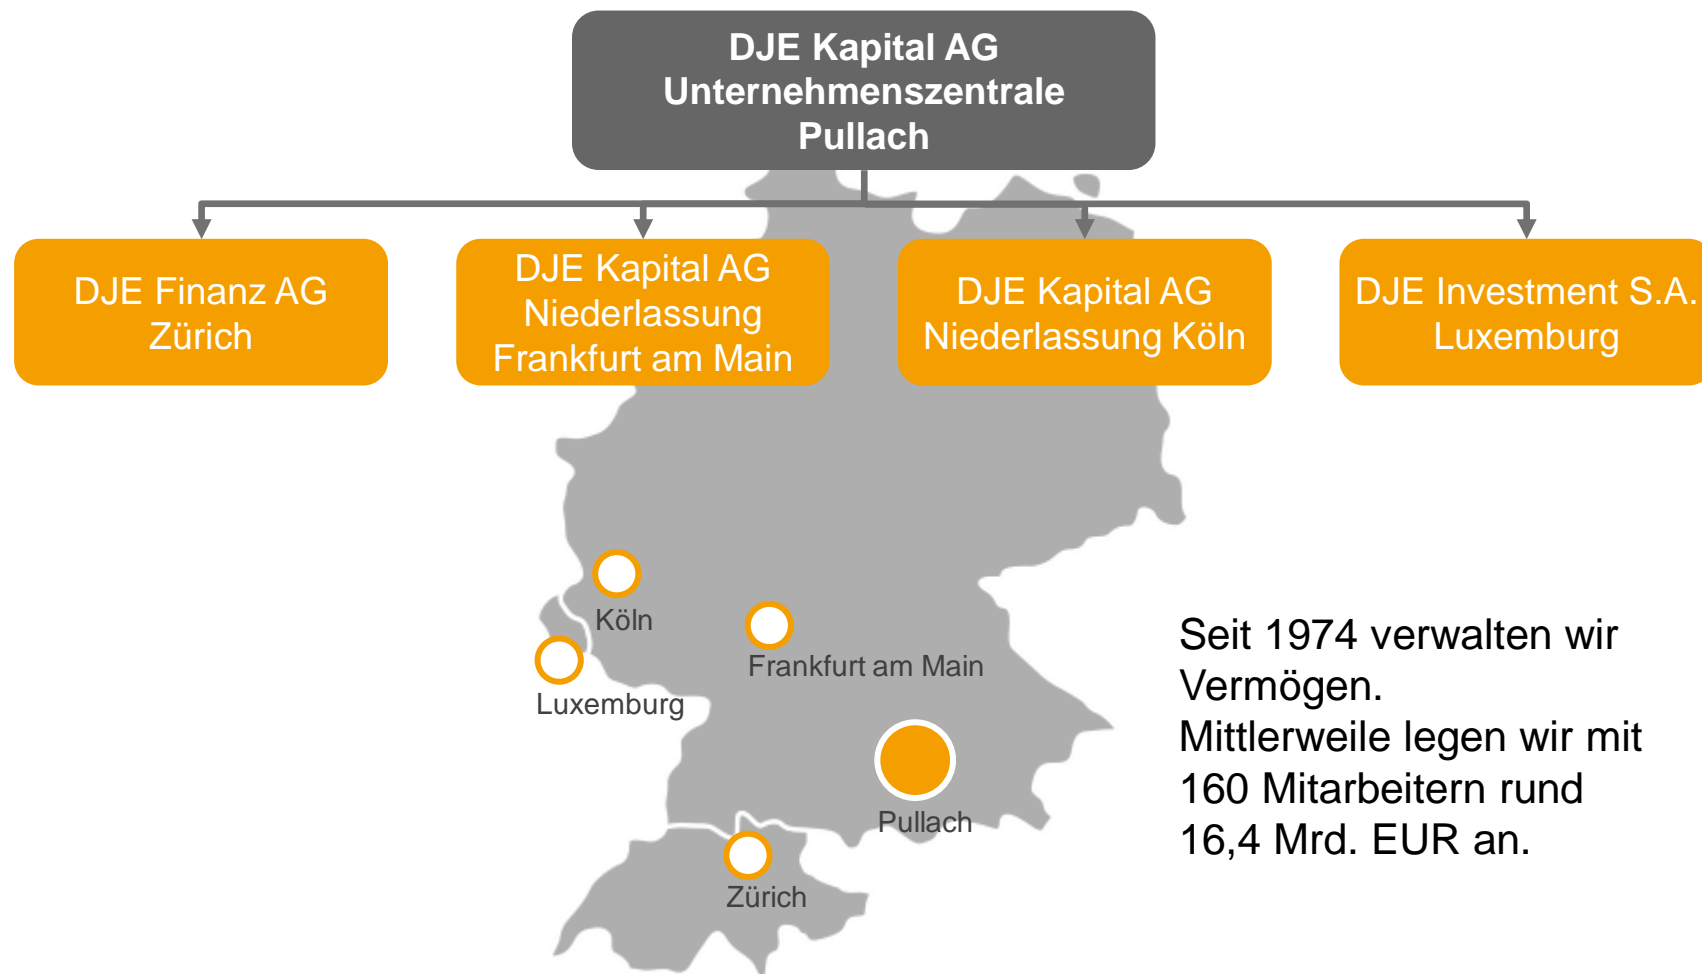 DJE Kapital AG
Unternehmenszentrale
Pullach
DJE Finanz AG
Zürich
DJE Kapital AG
Niederlassung
Frankfurt am Main
DJE Kapital AG
Niederlassung Köln
DJE Investment S.A.
Luxemburg
Köln
Frankfurt am Main
Luxemburg
Pullach
Zürich
Seit 1974 verwalten wir
Vermögen.
Mittlerweile legen wir mit
160 Mitarbeitern rund
16,4 Mrd. EUR an.